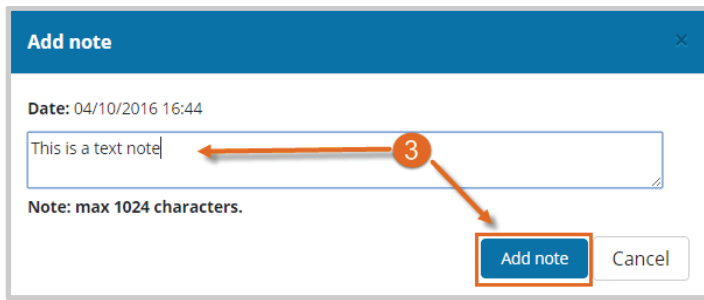 Add note ×
Date: 04/10/2016 16:44
This is a text note
3
Note: max 1024 characters.
Add note Cancel